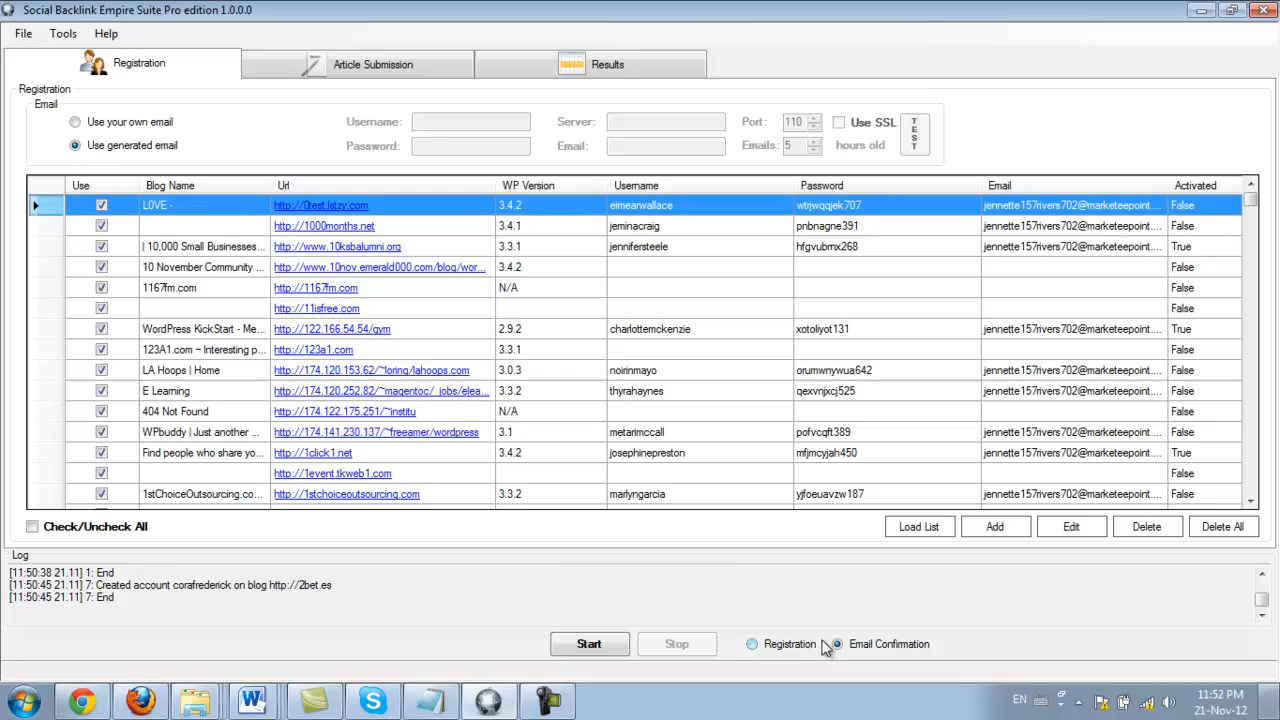 Social Backlink Empire Suite Pro edition 1.0.0.0
File Tools Help
Registration Article Submission Results
Registration
Email
Use your own email Username: Server: Port: 110 Use SSL TEST
Use generated email Password: Email: Emails: 5 hours old
Use Blog Name Url WP Version Username Password Email Activated
LOVE - http://0test.lstzy.com 3.4.2 eimearwallace wtrjwqqjek707 jennette157rivers702@marketeepoint.... False
http://1000months.net 3.4.1 jeminacraig pnbnagne391 jennette157rivers702@marketeepoint.... False
| 10,000 Small Businesses... http://www.10ksbalumni.org 3.3.1 jennifersteele hfgvubmx268 jennette157rivers702@marketeepoint.... True
10 November Community ... http://www.10nov.emerald000.com/blog/wor... 3.4.2 False
1167fm.com http://1167fm.com N/A False
http://11isfree.com False
WordPress KickStart - Me... http://122.166.54.54/gym 2.9.2 charlottemckenzie xotoliyot131 jennette157rivers702@marketeepoint.... True
123A1.com – Interesting p... http://123a1.com 3.3.1 False
LA Hoops | Home http://174.120.153.62/~loring/lahoops.com 3.0.3 noirinmayo orumwnywua642 jennette157rivers702@marketeepoint.... False
E Learning http://174.120.252.82/~magentoc/_jobs/elea... 3.3.2 thyrahaynes qexvnjxcj525 jennette157rivers702@marketeepoint.... False
404 Not Found http://174.122.175.251/~institu N/A False
WPbuddy | Just another ... http://174.141.230.137/~freeamer/wordpress 3.1 metarimccall pofvcqft389 jennette157rivers702@marketeepoint.... False
Find people who share yo... http://1click1.net 3.4.2 josephinepreston mfjmcyjah450 jennette157rivers702@marketeepoint.... True
http://1event.tkweb1.com False
1stChoiceOutsourcing.co... http://1stchoiceoutsourcing.com 3.3.2 marlyngarcia yjfoeuavzw187 jennette157rivers702@marketeepoint.... False
Check/Uncheck All Load List Add Edit Delete Delete All
Log
[11:50:38 21.11] 1: End
[11:50:45 21.11] 7: Created account corafrederick on blog http://2bet.es
[11:50:45 21.11] 7: End
Start Stop Registration Email Confirmation
EN 11:52 PM
21-Nov-12